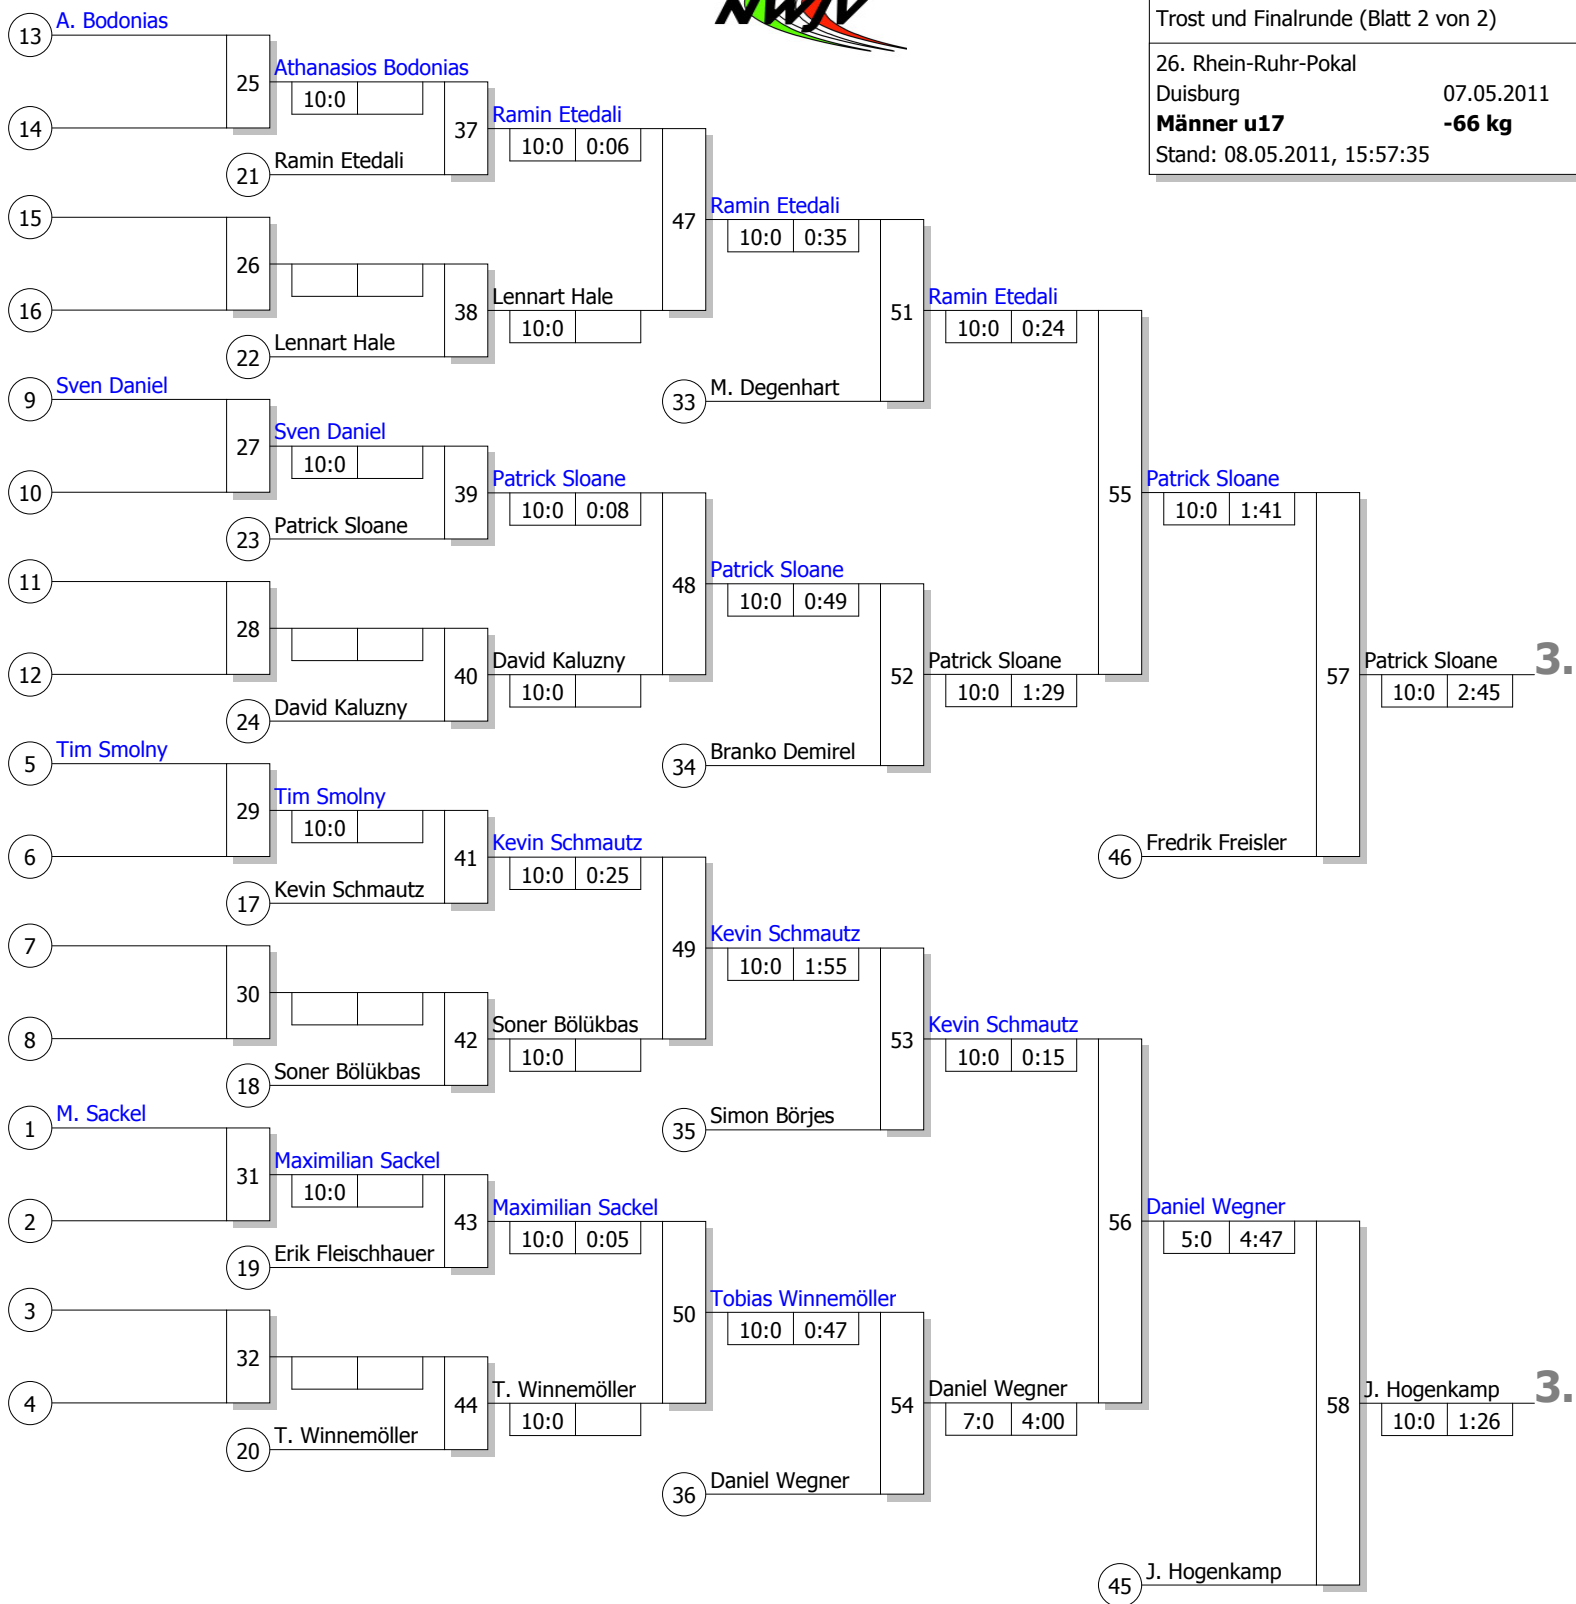 NWJV
Trost und Finalrunde (Blatt 2 von 2)
26. Rhein-Ruhr-Pokal
Duisburg 07.05.2011
Männer u17 -66 kg
Stand: 08.05.2011, 15:57:35
13 A. Bodonias
14
25
Athanasios Bodonias
10:0
21 Ramin Etedali
37
Ramin Etedali
10:0 0:06
15
16
26
22 Lennart Hale
38
Lennart Hale
10:0
47
Ramin Etedali
10:0 0:35
33 M. Degenhart
51
Ramin Etedali
10:0 0:24
9 Sven Daniel
10
27
Sven Daniel
10:0
23 Patrick Sloane
39
Patrick Sloane
10:0 0:08
11
12
28
24 David Kaluzny
40
David Kaluzny
10:0
48
Patrick Sloane
10:0 0:49
34 Branko Demirel
52
Patrick Sloane
10:0 1:29
55
Patrick Sloane
10:0 1:41
46 Fredrik Freisler
57
Patrick Sloane
10:0 2:45
3.
5 Tim Smolny
6
29
Tim Smolny
10:0
17 Kevin Schmautz
41
Kevin Schmautz
10:0 0:25
7
8
30
18 Soner Bölükbas
42
Soner Bölükbas
10:0
49
Kevin Schmautz
10:0 1:55
35 Simon Börjes
53
Kevin Schmautz
10:0 0:15
1 M. Sackel
2
31
Maximilian Sackel
10:0
19 Erik Fleischhauer
43
Maximilian Sackel
10:0 0:05
3
4
32
20 T. Winnemöller
44
T. Winnemöller
10:0
50
Tobias Winnemöller
10:0 0:47
36 Daniel Wegner
54
Daniel Wegner
7:0 4:00
56
Daniel Wegner
5:0 4:47
45 J. Hogenkamp
58
J. Hogenkamp
10:0 1:26
3.